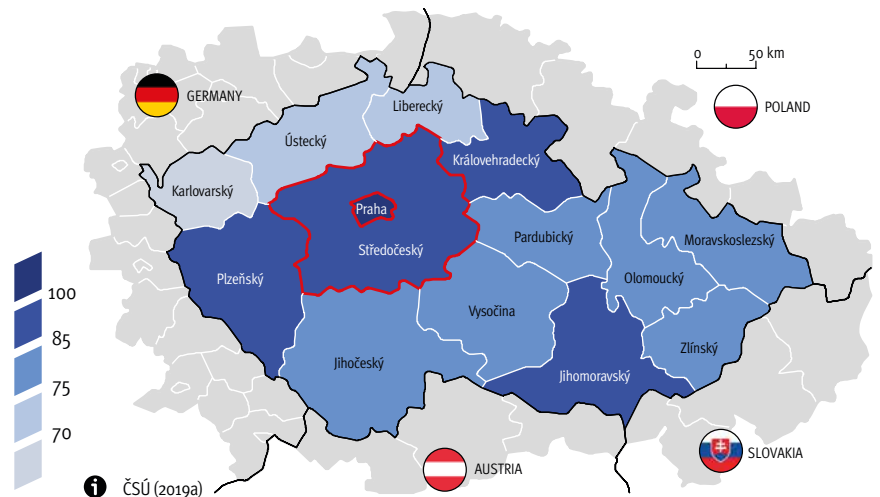 0 50 km
GERMANY
POLAND
Liberecký
Ústecký
Královehradecký
Karlovarský
Praha
Pardubický
Moravskoslezský
Středočeský
Plzeňský
Olomoucký
Vysočina
Zlínský
Jihočeský
Jihomoravský
100
85
75
70
AUSTRIA
SLOVAKIA
i ČSÚ (2019a)